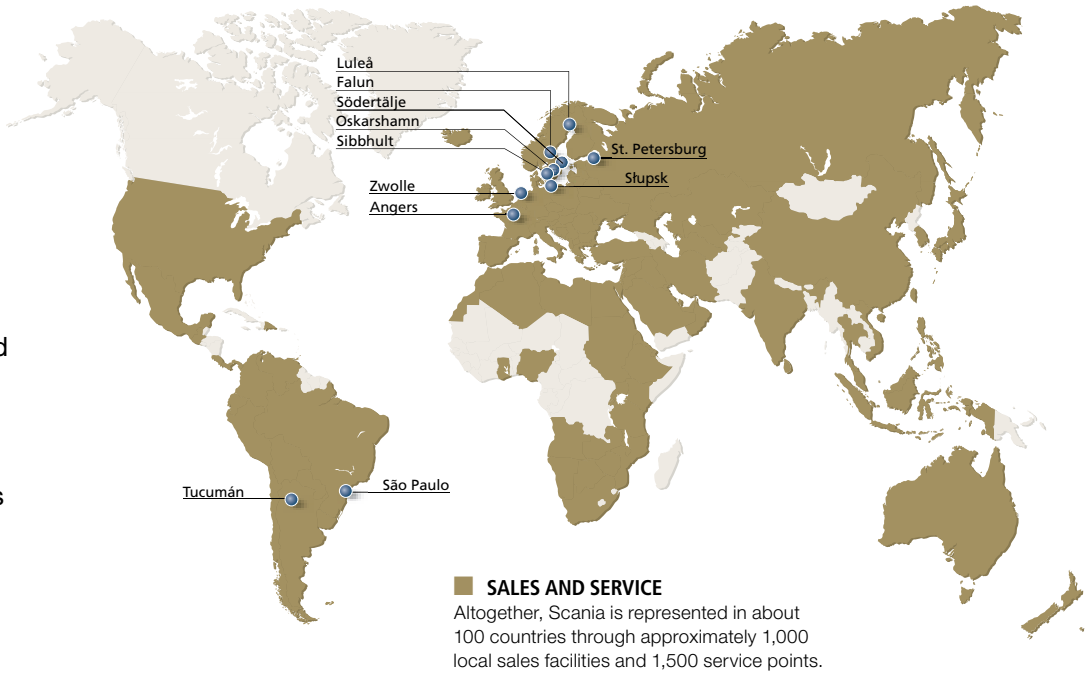 Luleå
Falun
Södertälje
Oskarshamn
Sibbhult
St. Petersburg
Słupsk
Zwolle
Angers
d
s
Tucumán
São Paulo
SALES AND SERVICE
Altogether, Scania is represented in about
100 countries through approximately 1,000
local sales facilities and 1,500 service points.